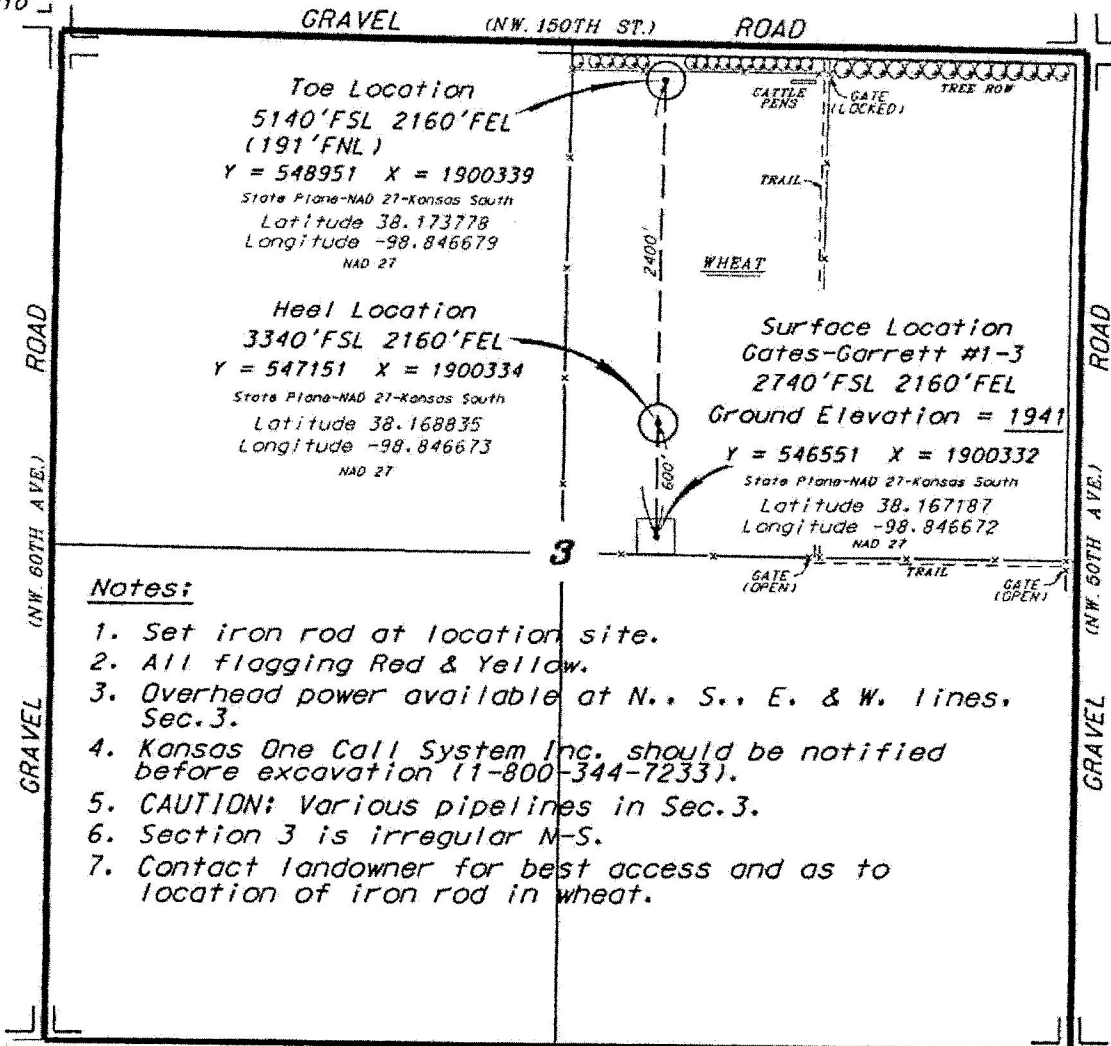 GRAVEL (NW. 150TH ST.) ROAD
Toe Location
5140'FSL 2160'FEL
(191'FNL)
Y = 548951 X = 1900339
State Plane-NAD 27-Kansas South
Latitude 38.173778
Longitude -98.846679
NAD 27
CATTLE
PENS
GATE
(LOCKED)
TREE ROW
TRAIL
2400'
WHEAT
Heel Location
3340'FSL 2160'FEL
Y = 547151 X = 1900334
State Plane-NAD 27-Kansas South
Latitude 38.168835
Longitude -98.846673
NAD 27
Surface Location
Gates-Garrett #1-3
2740'FSL 2160'FEL
Ground Elevation = 1941
Y = 546551 X = 1900332
State Plane-NAD 27-Kansas South
Latitude 38.167187
Longitude -98.846672
NAD 27
600'
3
GATE
(OPEN)
TRAIL
GATE
(OPEN)
GRAVEL (NW. 60TH AVE.) ROAD
GRAVEL (NW. 50TH AVE.) ROAD
Notes:
1. Set iron rod at location site.
2. All flagging Red & Yellow.
3. Overhead power available at N., S., E. & W. lines,
Sec.3.
4. Kansas One Call System Inc. should be notified
before excavation (1-800-344-7233).
5. CAUTION: Various pipelines in Sec.3.
6. Section 3 is irregular N-S.
7. Contact landowner for best access and as to
location of iron rod in wheat.